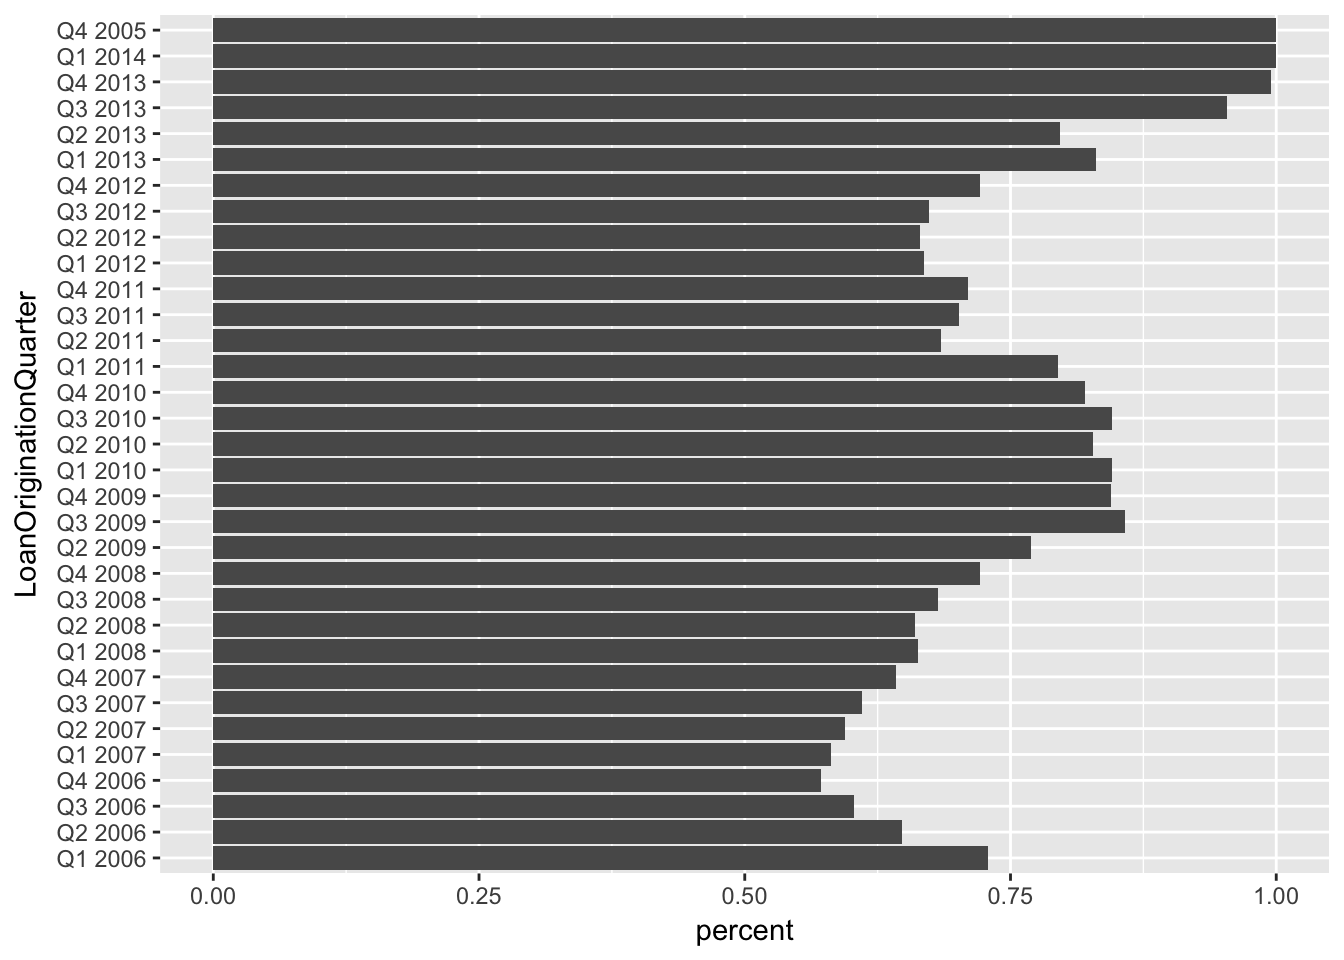 Q4 2005
Q1 2014
Q4 2013
Q3 2013
Q2 2013
Q1 2013
Q4 2012
Q3 2012
Q2 2012
Q1 2012
Q4 2011
Q3 2011
Q2 2011
Q1 2011
Q4 2010
Q3 2010
Q2 2010
Q1 2010
Q4 2009
Q3 2009
Q2 2009
Q4 2008
Q3 2008
Q2 2008
Q1 2008
Q4 2007
Q3 2007
Q2 2007
Q1 2007
Q4 2006
Q3 2006
Q2 2006
Q1 2006
LoanOriginationQuarter
0.00 0.25 0.50 0.75 1.00
percent